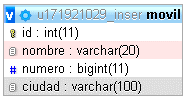 v u171921029_inser movil
id : int(11)
nombre : varchar(20)
# numero : bigint(11)
ciudad : varchar(100)